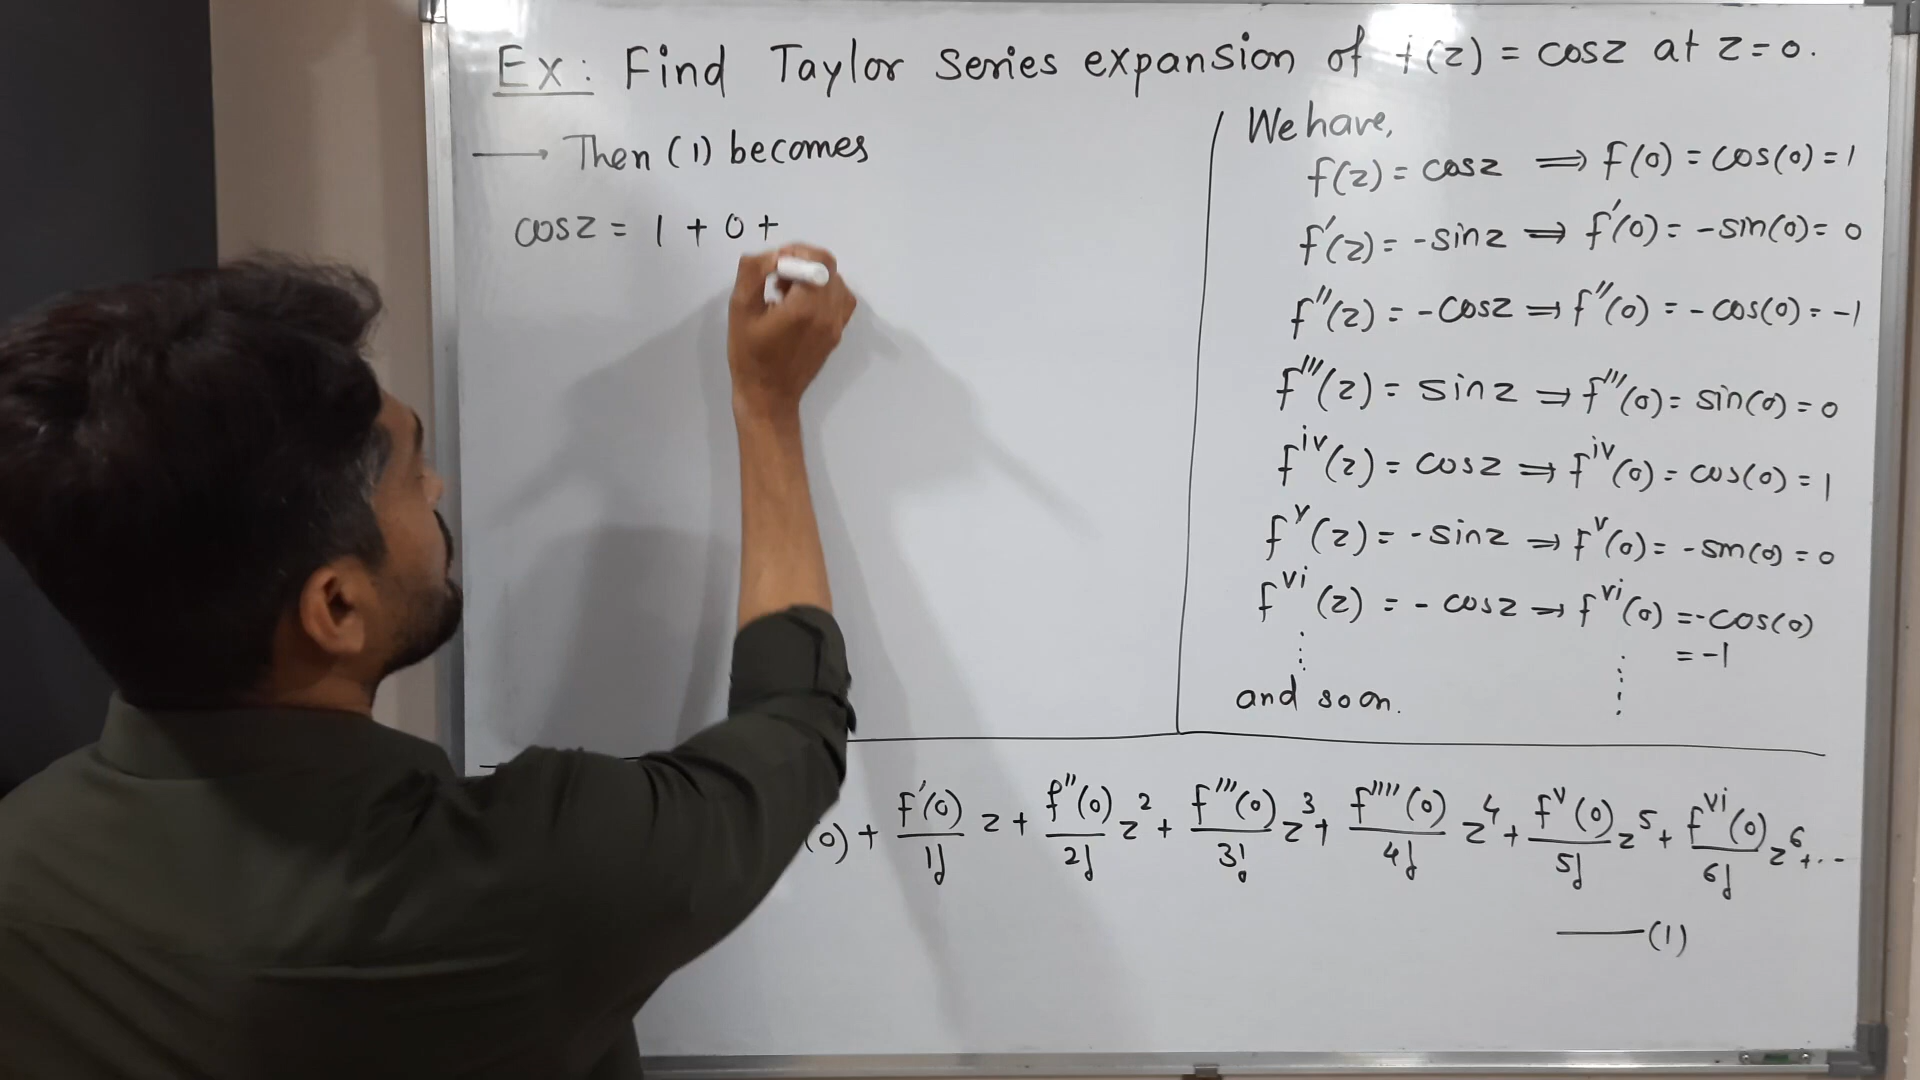 Ex: Find Taylor Series expansion of f(z) = cosz at z=0.
⟶ Then (1) becomes
cosz = 1 + 0 +
We have,
f(z) = cosz ⟹ f(0) = cos(0) = 1
f'(z) = -sinz ⟹ f'(0) = -sin(0) = 0
f''(z) = -cosz ⟹ f''(0) = -cos(0) = -1
f'''(z) = sinz ⟹ f'''(0) = sin(0) = 0
f^iv(z) = cosz ⟹ f^iv(0) = cos(0) = 1
f^v(z) = -sinz ⟹ f^v(0) = -sin(0) = 0
f^vi(z) = -cosz ⟹ f^vi(0) = -cos(0)
= -1
and soon.
(0) + f'(0)/1! z + f''(0)/2! z^2 + f'''(0)/3! z^3 + f''''(0)/4! z^4 + f^v(0)/5! z^5 + f^vi(0)/6! z^6 + ..
—(1)